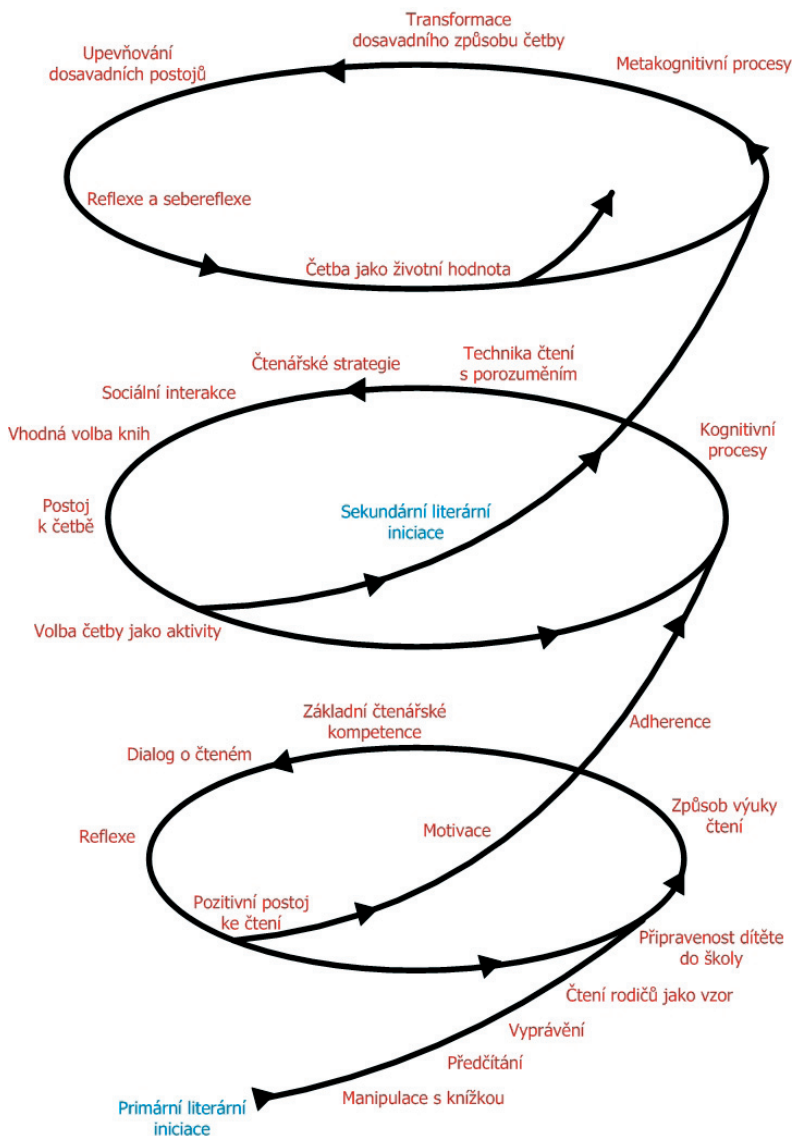 Transformace
dosavadního způsobu četby
Upevňování
dosavadních postojů
Metakognitivní procesy
Reflexe a sebereflexe
Četba jako životní hodnota
Technika čtení
s porozuměním
Čtenářské strategie
Sociální interakce
Vhodná volba knih
Kognitivní
procesy
Postoj
k četbě
Sekundární literární
iniciace
Volba četby jako aktivity
Základní čtenářské
kompetence
Adherence
Dialog o čteném
Způsob výuky
čtení
Reflexe
Motivace
Pozitivní postoj
ke čtení
Připravenost dítěte
do školy
Čtení rodičů jako vzor
Vyprávění
Předčítání
Manipulace s knížkou
Primární literární
iniciace